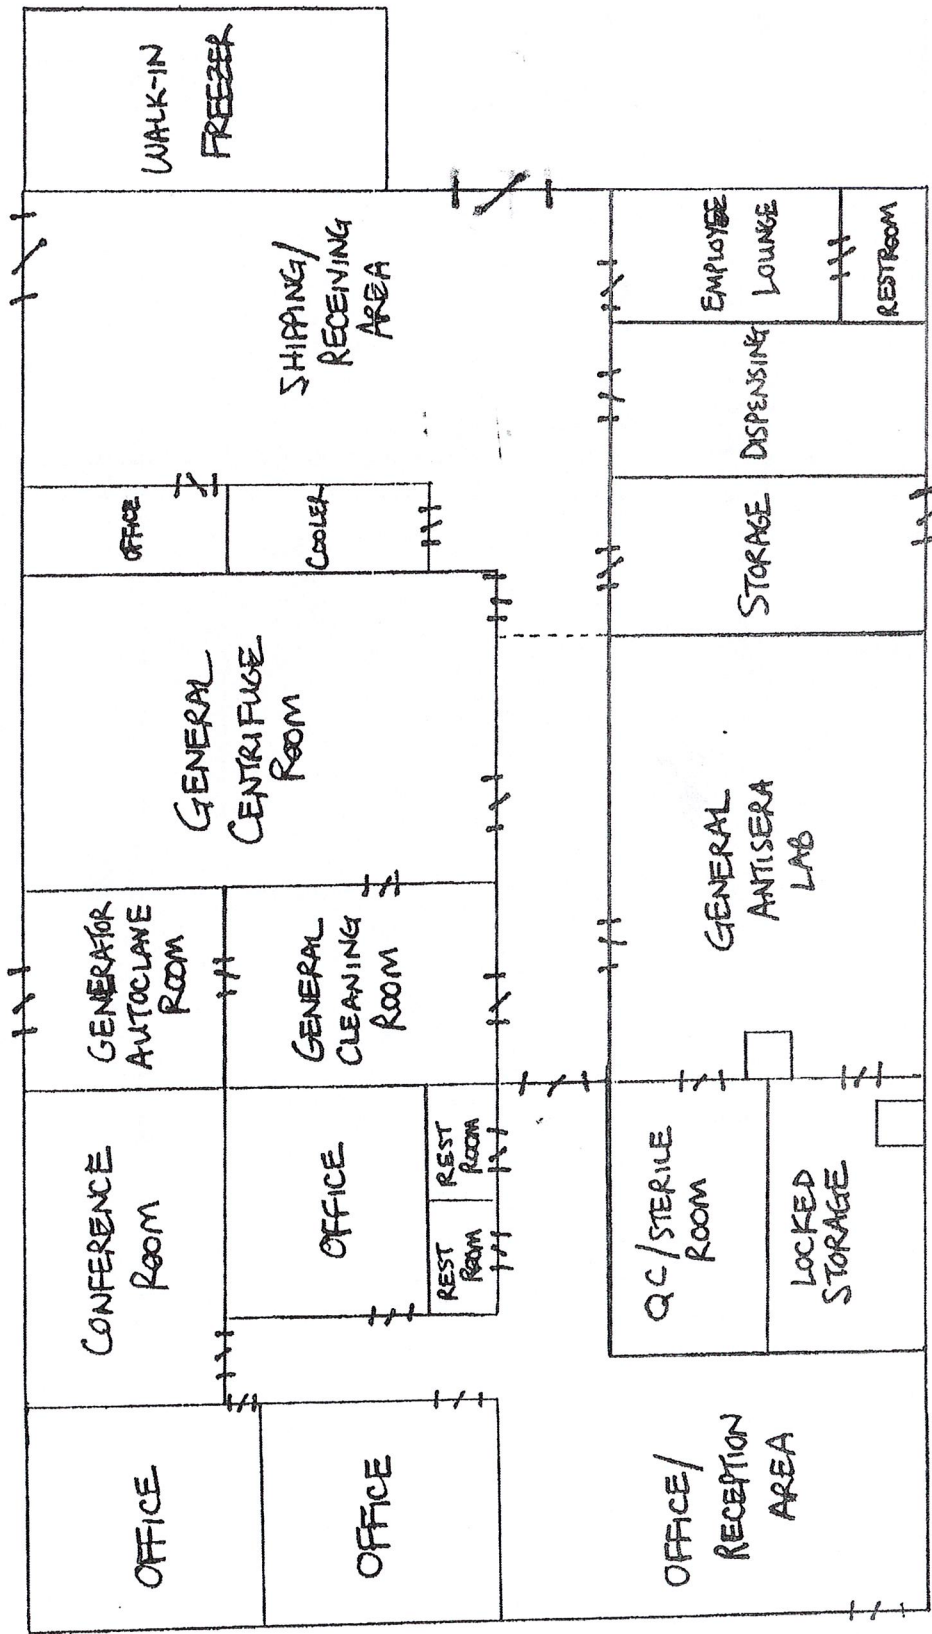 OFFICE
CONFERENCE
ROOM
GENERATOR
AUTOCLAVE
ROOM
GENERAL
CENTRIFUGE
ROOM
OFFICE
WALK-IN
FREEZER
OFFICE
OFFICE
REST
ROOM
REST
ROOM
GENERAL
CLEANING
ROOM
COOLER
SHIPPING/
RECEIVING
AREA
OFFICE/
RECEPTION
AREA
QC/STERILE
ROOM
LOCKED
STORAGE
GENERAL
ANTISERA
LAB
STORAGE
DISPENSING
EMPLOYEE
LOUNGE
RESTROOM